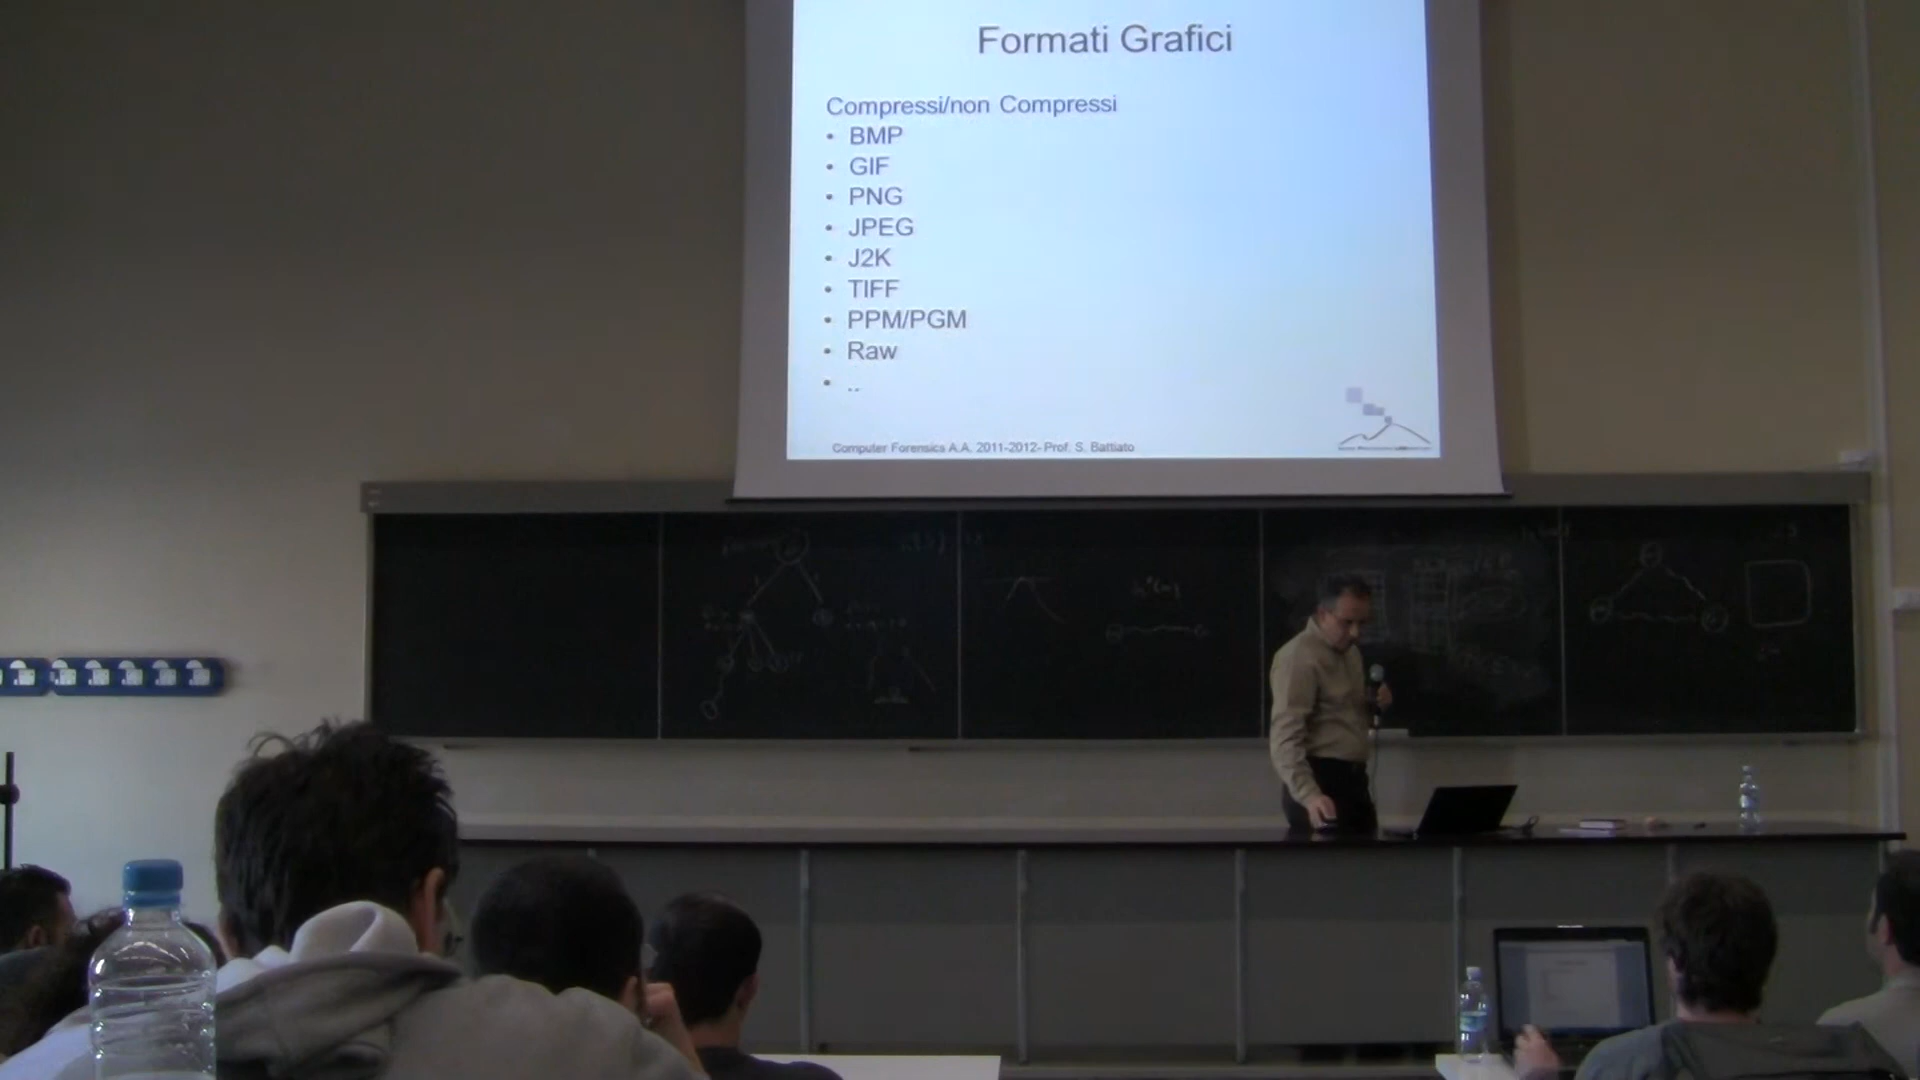 Formati Grafici
Compressi/non Compressi
• BMP
• GIF
• PNG
• JPEG
• J2K
• TIFF
• PPM/PGM
• Raw
• ..
Computer Forensics A.A. 2011-2012- Prof. S. Battiato